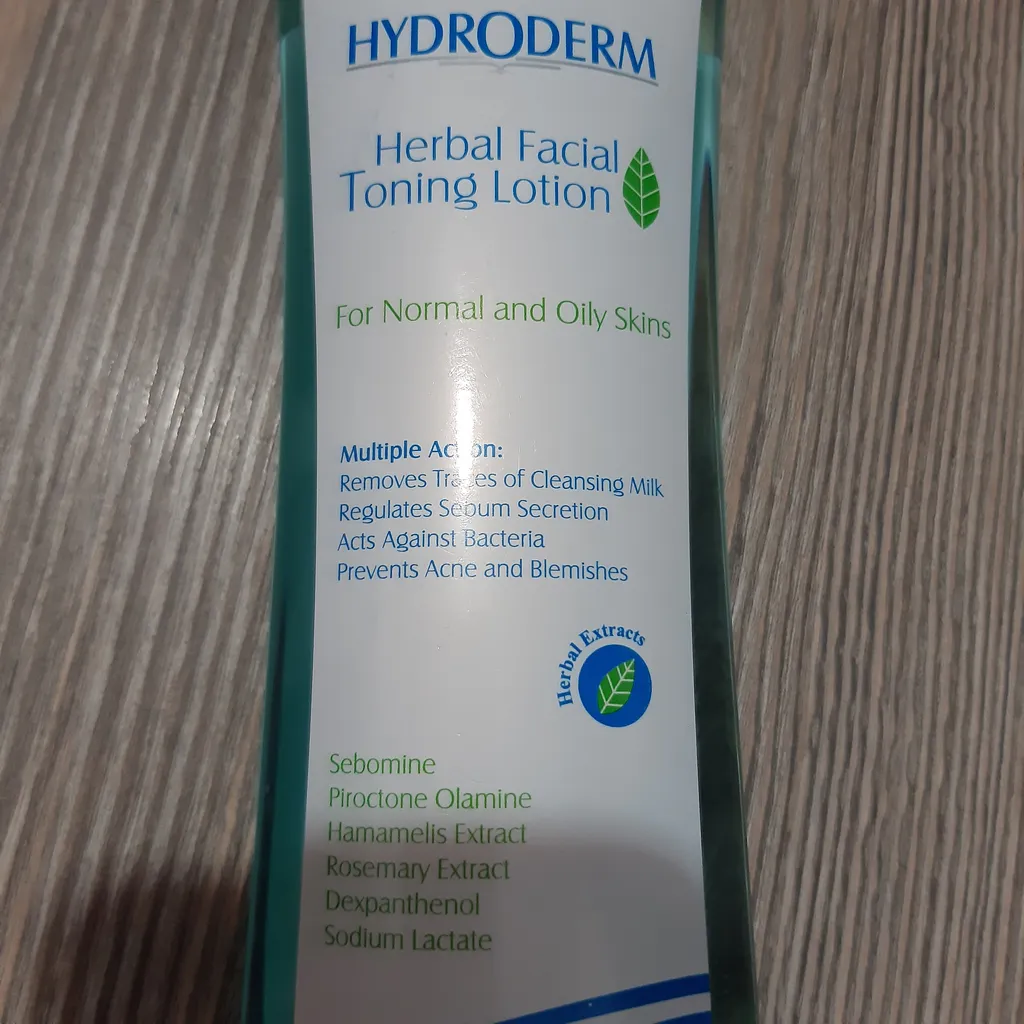 HYDRODERM
Herbal Facial
Toning Lotion
For Normal and Oily Skins
Multiple Action:
Removes Traces of Cleansing Milk
Regulates Sebum Secretion
Acts Against Bacteria
Prevents Acne and Blemishes
Herbal Extracts
Sebomine
Piroctone Olamine
Hamamelis Extract
Rosemary Extract
Dexpanthenol
Sodium Lactate